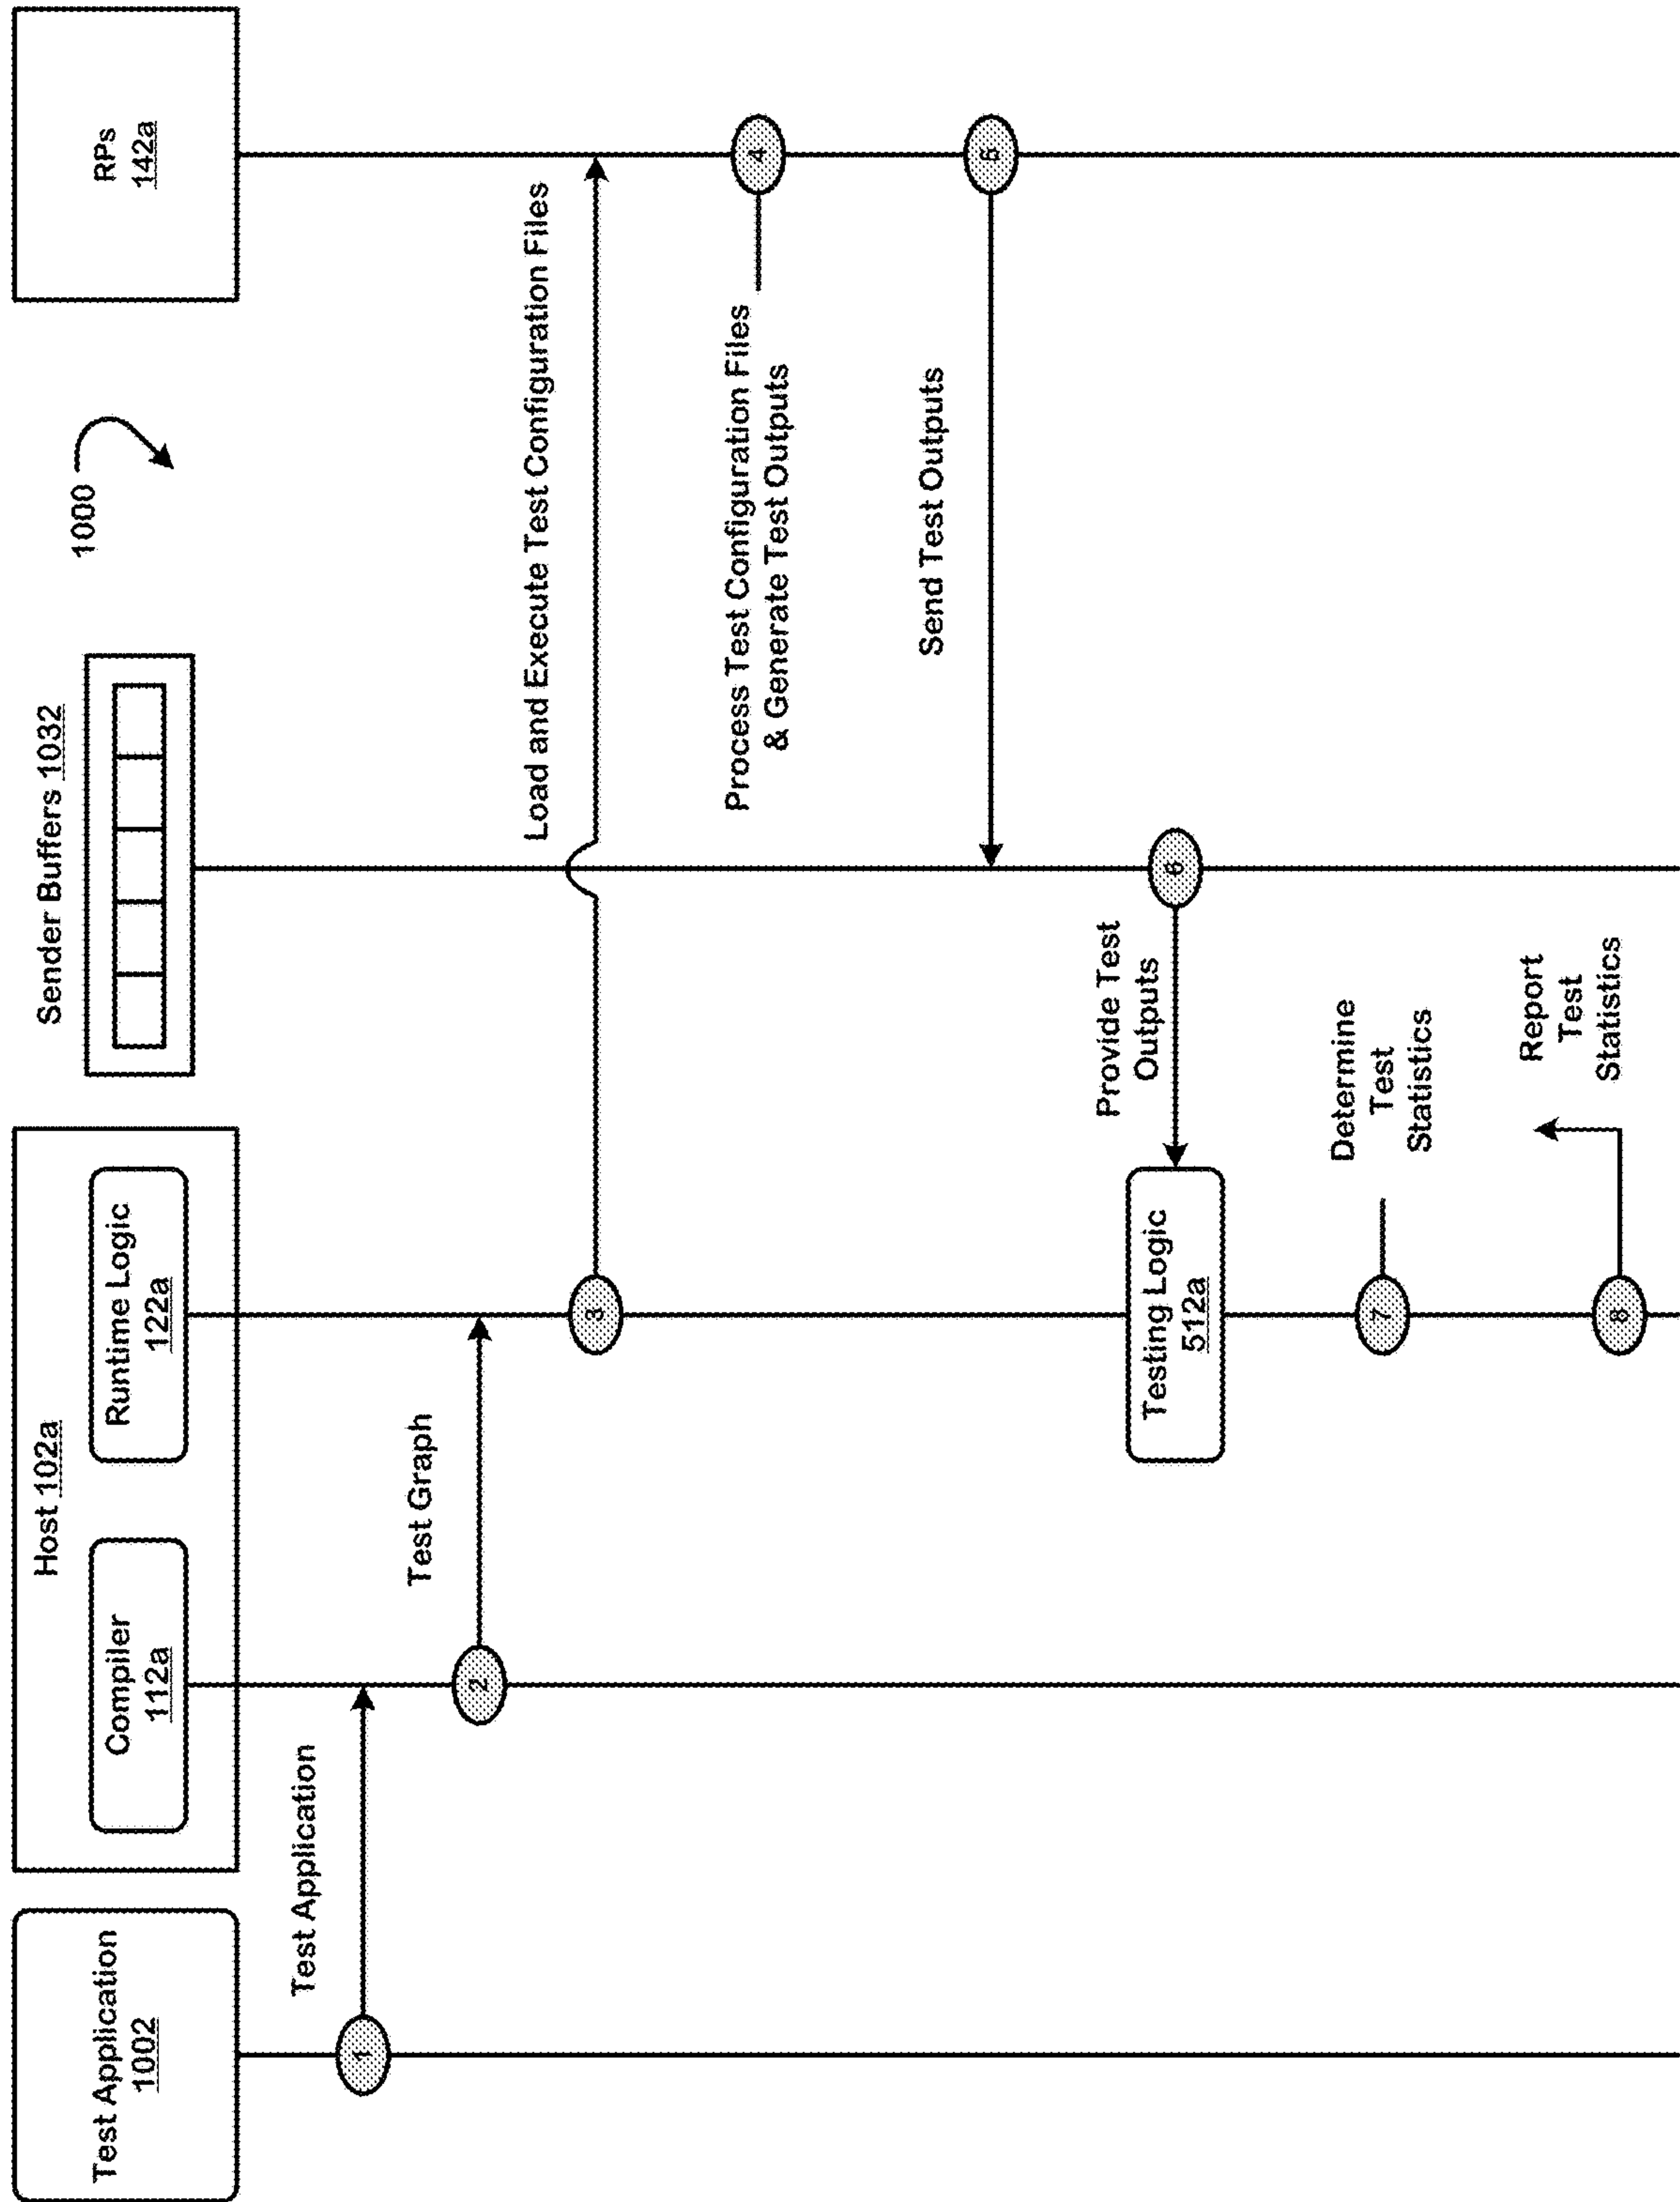 Test Application
1002
Host 102a
Compiler
112a
Runtime Logic
122a
Sender Buffers 1032
1000
RPs
142a
Test Application
1
Test Graph
2
Load and Execute Test Configuration Files
3
Process Test Configuration Files
& Generate Test Outputs
4
Send Test Outputs
5
Provide Test
Outputs
6
Testing Logic
512a
Determine
Test
Statistics
7
Report
Test
Statistics
8